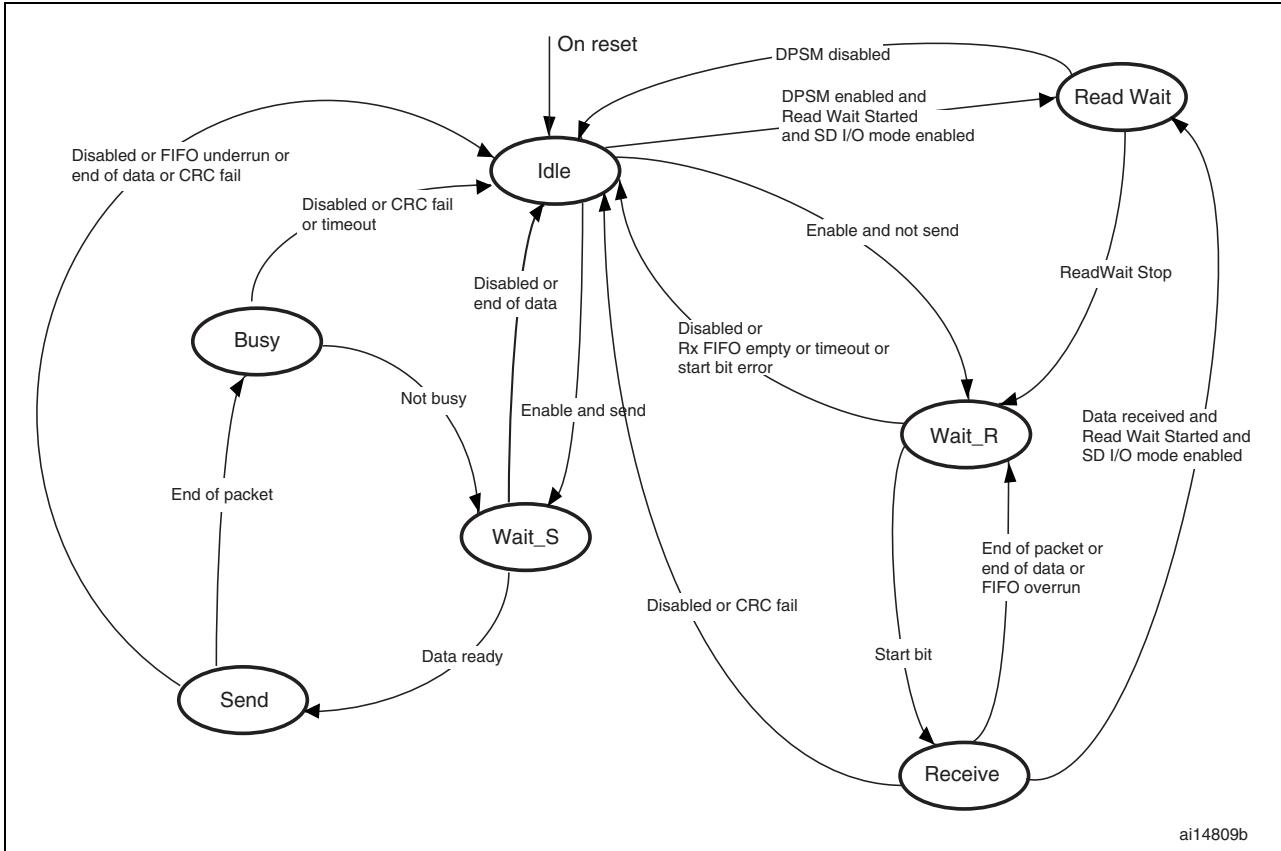 On reset
DPSM disabled
Read Wait
DPSM enabled and
Read Wait Started
and SD I/O mode enabled
Disabled or FIFO underrun or
end of data or CRC fail
Idle
Disabled or CRC fail
or timeout
Enable and not send
ReadWait Stop
Disabled or
end of data
Disabled or
Rx FIFO empty or timeout or
start bit error
Busy
Not busy
Enable and send
Wait_R
Data received and
Read Wait Started and
SD I/O mode enabled
End of packet
Wait_S
End of packet or
end of data or
FIFO overrun
Disabled or CRC fail
Data ready
Start bit
Send
Receive
ai14809b